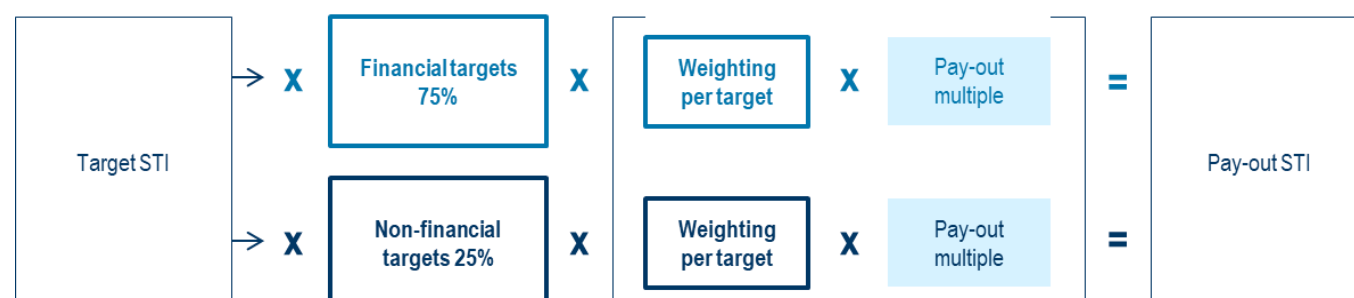 Target STI
X
Financial targets
75%
X
Weighting
per target
X
Pay-out
multiple
=
X
Non-financial
targets 25%
X
Weighting
per target
X
Pay-out
multiple
=
Pay-out STI